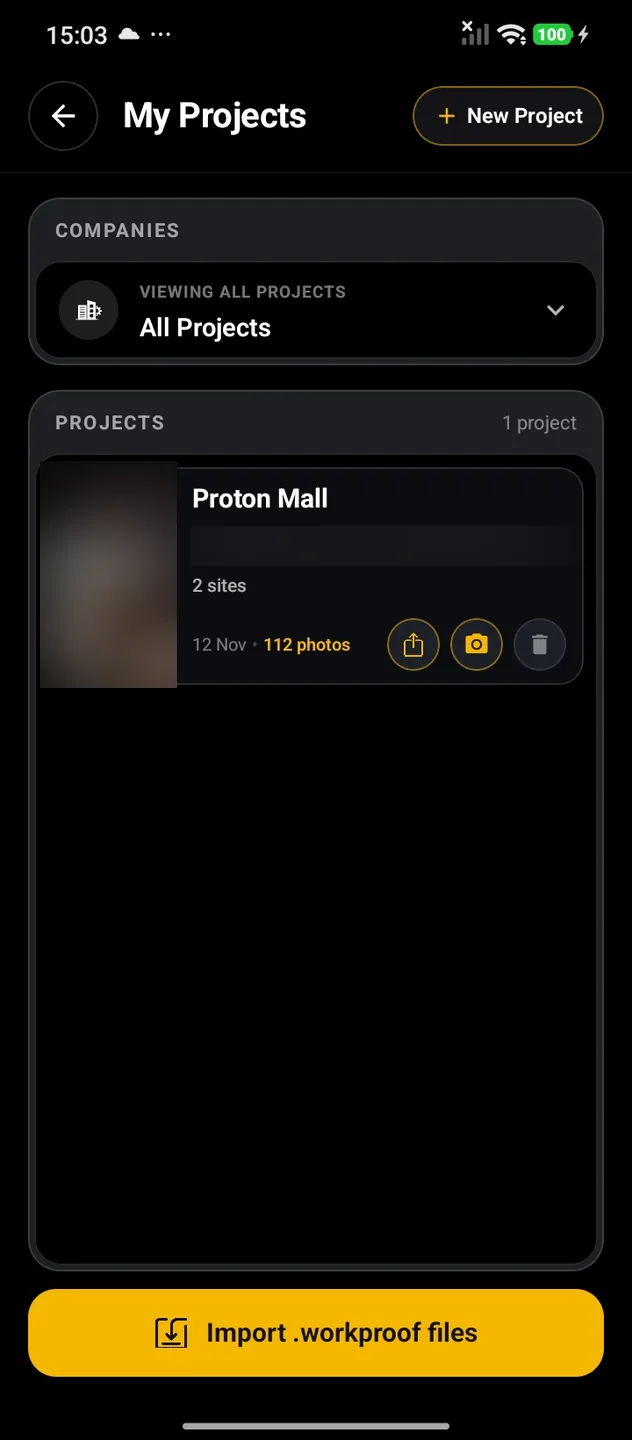 15:03
100
My Projects
+ New Project
COMPANIES
VIEWING ALL PROJECTS
All Projects
PROJECTS
1 project
Proton Mall
2 sites
12 Nov • 112 photos
Import .workproof files